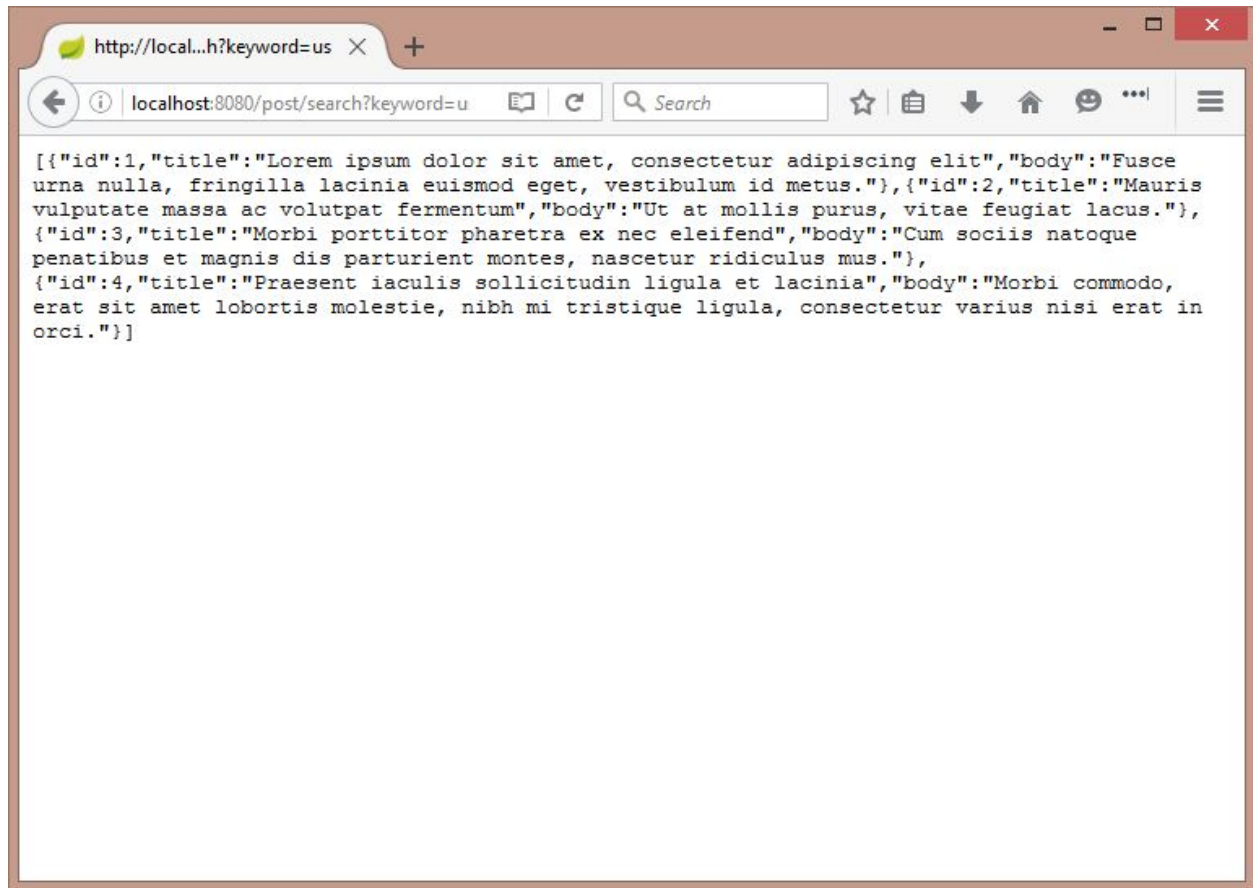 http://local...h?keyword=us
localhost:8080/post/search?keyword=u
Search
[{"id":1,"title":"Lorem ipsum dolor sit amet, consectetur adipiscing elit","body":"Fusce
urna nulla, fringilla lacinia euismod eget, vestibulum id metus."},{"id":2,"title":"Mauris
vulputate massa ac volutpat fermentum","body":"Ut at mollis purus, vitae feugiat lacus."},
{"id":3,"title":"Morbi porttitor pharetra ex nec eleifend","body":"Cum sociis natoque
penatibus et magnis dis parturient montes, nascetur ridiculus mus."},
{"id":4,"title":"Praesent iaculis sollicitudin ligula et lacinia","body":"Morbi commodo,
erat sit amet lobortis molestie, nibh mi tristique ligula, consectetur varius nisi erat in
orci."}]